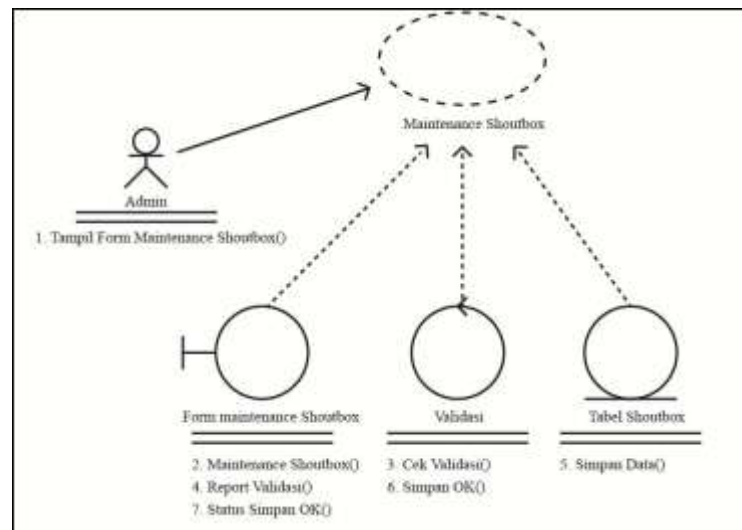 Maintenance Shoutbox
Admin
1. Tampil Form Maintenance Shoutbox()
Form maintenance Shoutbox
2. Maintenance Shoutbox()
4. Report Validasi()
7. Status Simpan OK()
Validasi
3. Cek Validasi()
6. Simpan OK()
Tabel Shoutbox
5. Simpan Data()